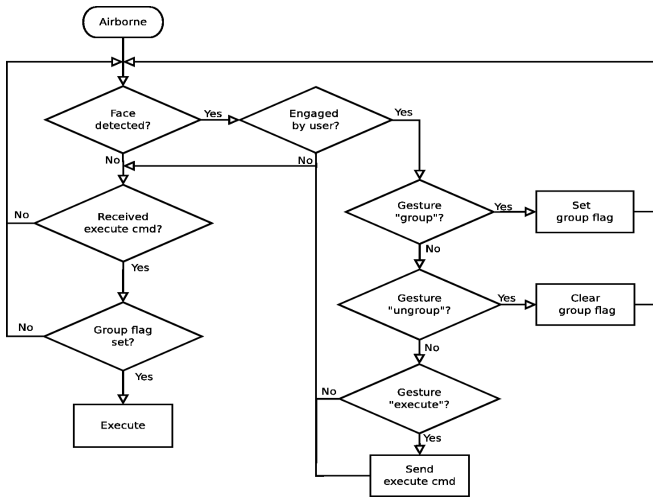 Airborne
Face
detected?
Yes
Engaged
by user?
Yes
No
No
Received
execute cmd?
No
Yes
Group flag
set?
No
Yes
Execute
Gesture
"group"?
Yes
Set
group flag
No
Gesture
"ungroup"?
Yes
Clear
group flag
No
Gesture
"execute"?
No
Yes
Send
execute cmd